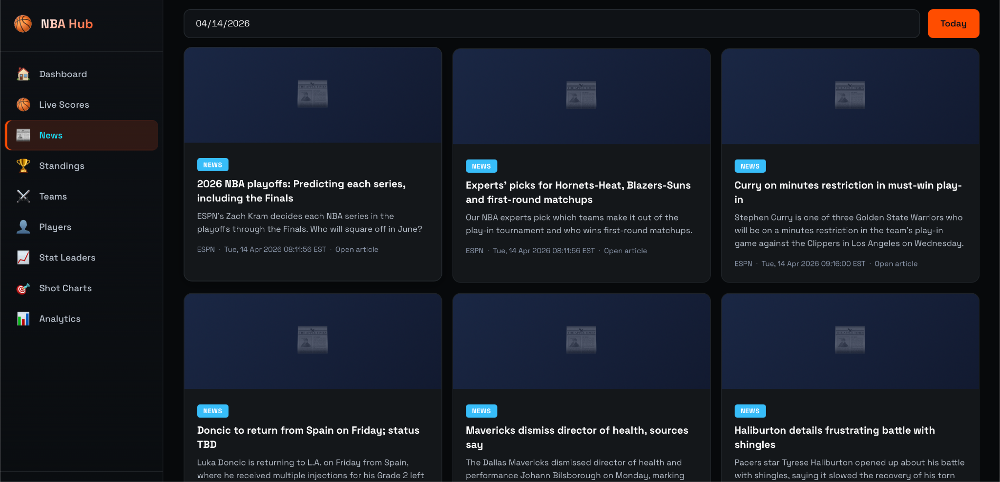 NBA Hub
Dashboard
Live Scores
News
Standings
Teams
Players
Stat Leaders
Shot Charts
Analytics
04/14/2026
Today
NEWS
2026 NBA playoffs: Predicting each series,
including the Finals
ESPN's Zach Kram decides each NBA series in the
playoffs through the Finals. Who will square off in June?
ESPN · Tue, 14 Apr 2026 08:11:56 EST · Open article
NEWS
Experts' picks for Hornets-Heat, Blazers-Suns
and first-round matchups
Our NBA experts pick which teams make it out of the
play-in tournament and who wins first-round matchups.
ESPN · Tue, 14 Apr 2026 08:11:56 EST · Open article
NEWS
Curry on minutes restriction in must-win play-
in
Stephen Curry is one of three Golden State Warriors who
will be on a minutes restriction in the team's play-in
game against the Clippers in Los Angeles on Wednesday.
ESPN · Tue, 14 Apr 2026 09:16:00 EST · Open article
NEWS
Doncic to return from Spain on Friday; status
TBD
Luka Doncic is returning to L.A. on Friday from Spain,
where he received multiple injections for his Grade 2 left
NEWS
Mavericks dismiss director of health, sources
say
The Dallas Mavericks dismissed director of health and
performance Johann Bilsborough on Monday, marking
NEWS
Haliburton details frustrating battle with
shingles
Pacers star Tyrese Haliburton opened up about his battle
with shingles, saying it slowed the recovery of his torn